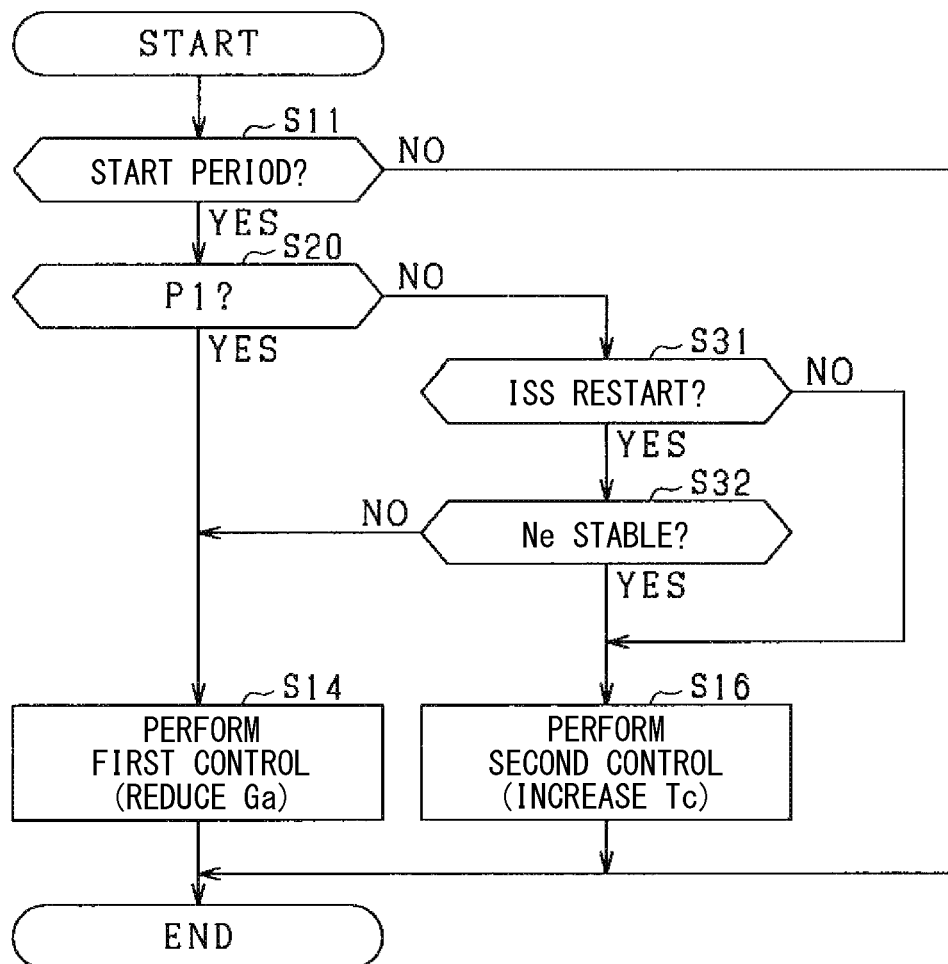 START
S11
START PERIOD?
NO
YES
S20
P1?
NO
YES
S31
ISS RESTART?
NO
YES
S32
Ne STABLE?
NO
YES
S14
PERFORM
FIRST CONTROL
(REDUCE Ga)
S16
PERFORM
SECOND CONTROL
(INCREASE Tc)
END